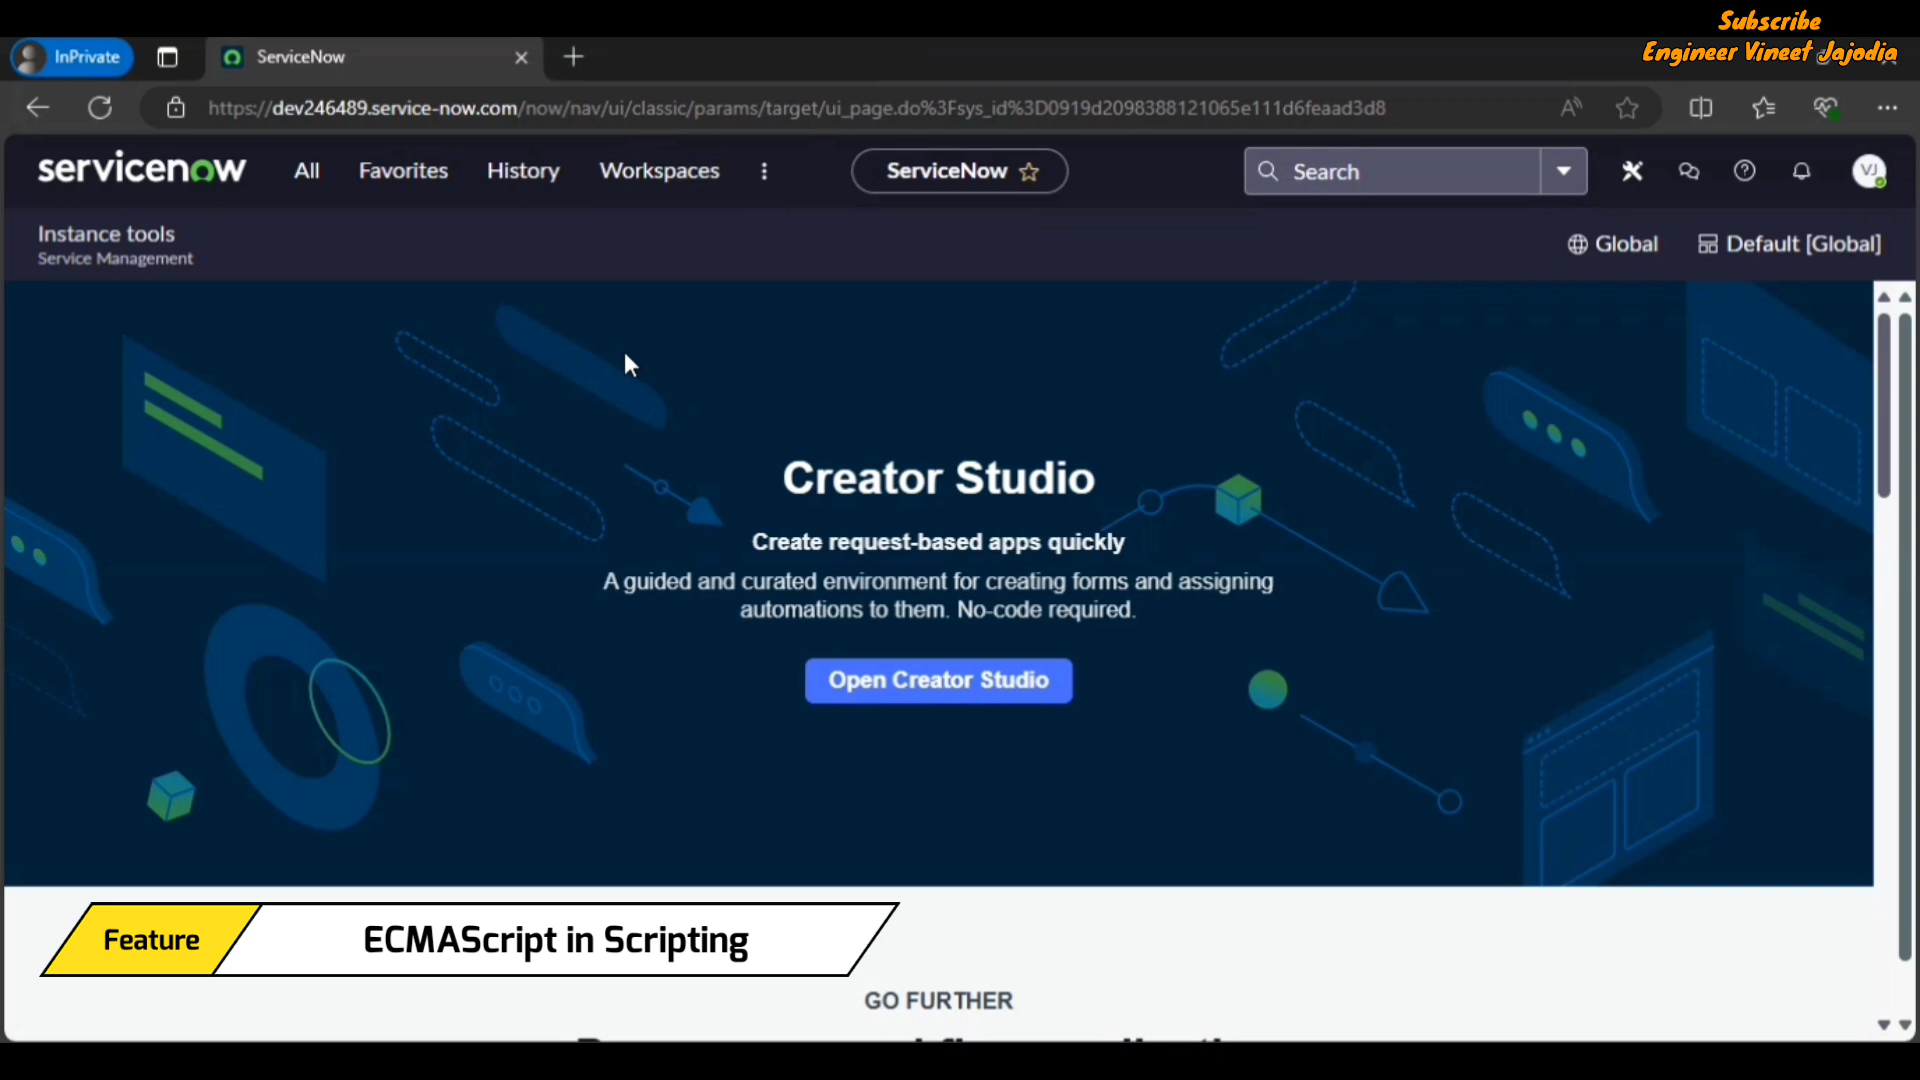 Subscribe
Engineer Vineet Jajodia
InPrivate
ServiceNow
https://dev246489.service-now.com/now/nav/ui/classic/params/target/ui_page.do%3Fsys_id%3D0919d2098388121065e111d6feaad3d8
servicenow All Favorites History Workspaces ServiceNow Search VJ
Instance tools
Service Management
Global Default [Global]
Creator Studio
Create request-based apps quickly
A guided and curated environment for creating forms and assigning
automations to them. No-code required.
Open Creator Studio
Feature ECMAScript in Scripting
GO FURTHER